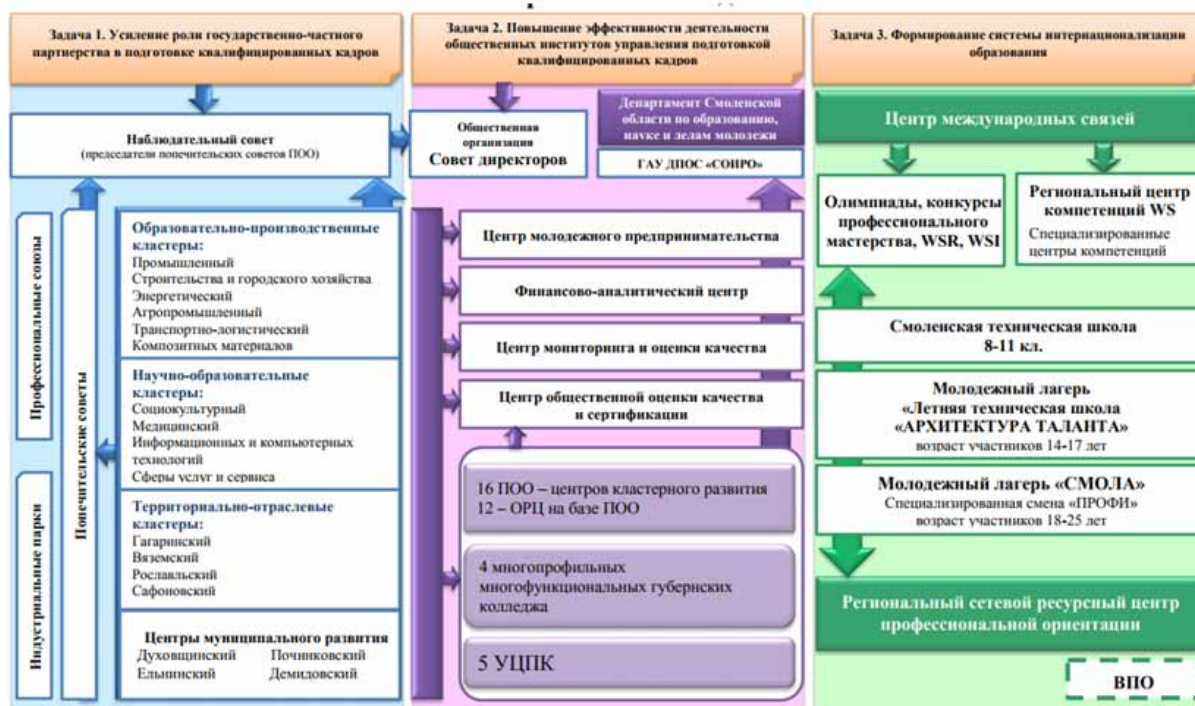 Задача 1. Усиление роли государственно-частного
партнерства в подготовке квалифицированных кадров
Наблюдательный совет
(председатели попечительских советов ПОО)
Профессиональные союзы
Индустриальные парки
Попечительские советы
Образовательно-производственные
кластеры:
Промышленный
Строительства и городского хозяйства
Энергетический
Агропромышленный
Транспортно-логистический
Композитных материалов
Научно-образовательные
кластеры:
Социокультурный
Медицинский
Информационных и компьютерных
технологий
Сферы услуг и сервиса
Территориально-отраслевые
кластеры:
Гагаринский
Вяземский
Рославльский
Сафоновский
Центры муниципального развития
Духовщинский Починковский
Ельнинский Демидовский
Задача 2. Повышение эффективности деятельности
общественных институтов управления подготовкой
квалифицированных кадров
Общественная
организация
Совет директоров
Департамент Смоленской
области по образованию,
науке и делам молодежи
ГАУ ДПОС «СОИРО»
Центр молодежного предпринимательства
Финансово-аналитический центр
Центр мониторинга и оценки качества
Центр общественной оценки качества
и сертификации
16 ПОО – центров кластерного развития
12 – ОРЦ на базе ПОО
4 многопрофильных
многофункциональных губернских
колледжа
5 УЦПК
Задача 3. Формирование системы интернационализации
образования
Центр международных связей
Олимпиады, конкурсы
профессионального
мастерства, WSR, WSI
Региональный центр
компетенций WS
Специализированные
центры компетенций
Смоленская техническая школа
8-11 кл.
Молодежный лагерь
«Летняя техническая школа
«АРХИТЕКТУРА ТАЛАНТА»
возраст участников 14-17 лет
Молодежный лагерь «СМОЛА»
Специализированная смена «ПРОФИ»
возраст участников 18-25 лет
Региональный сетевой ресурсный центр
профессиональной ориентации
ВПО